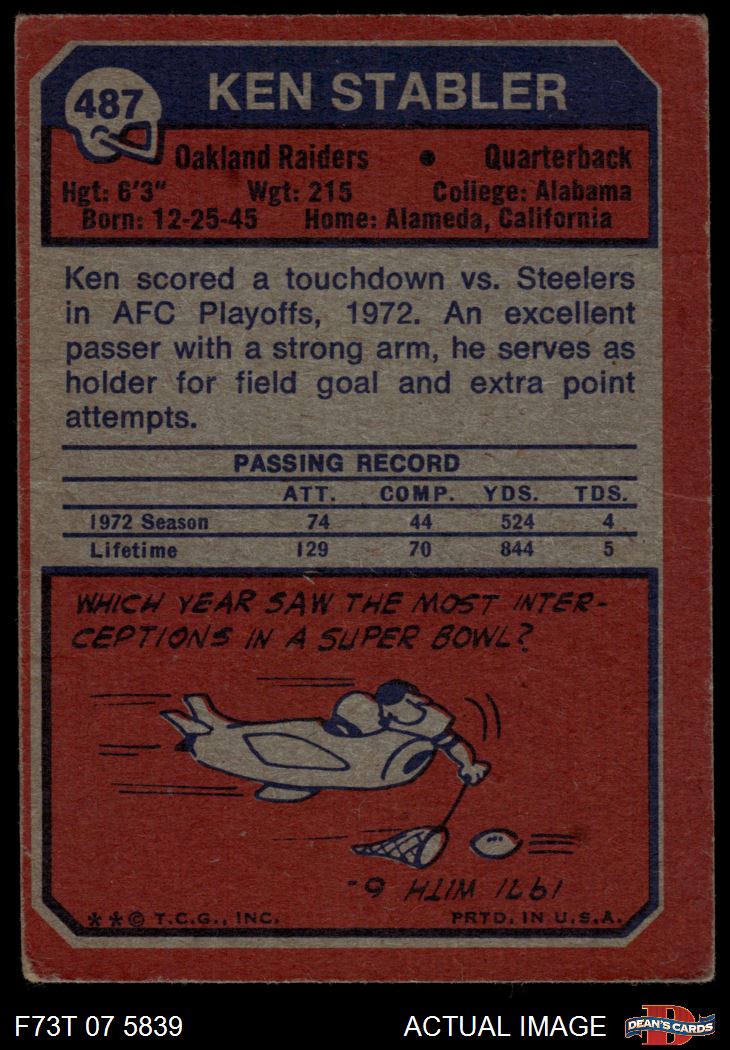 487
KEN STABLER
Oakland Raiders • Quarterback
Hgt: 6'3" Wgt: 215 College: Alabama
Born: 12-25-45 Home: Alameda, California
Ken scored a touchdown vs. Steelers
in AFC Playoffs, 1972. An excellent
passer with a strong arm, he serves as
holder for field goal and extra point
attempts.
PASSING RECORD
ATT. COMP. YDS. TDS.
1972 Season 74 44 524 4
Lifetime 129 70 844 5
WHICH YEAR SAW THE MOST INTER-
CEPTIONS IN A SUPER BOWL?
1971 WITH 6-
**© T.C.G., INC. PRTD. IN U.S.A.
F73T 07 5839 ACTUAL IMAGE
D
DEAN'S CARDS